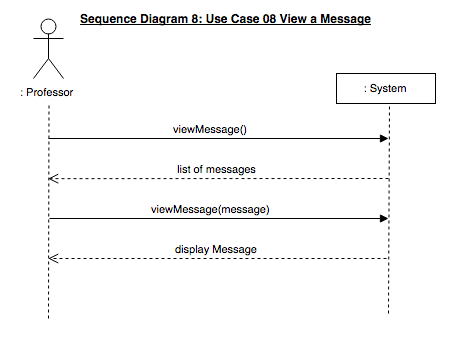 Sequence Diagram 8: Use Case 08 View a Message
: Professor
: System
viewMessage()
list of messages
viewMessage(message)
display Message